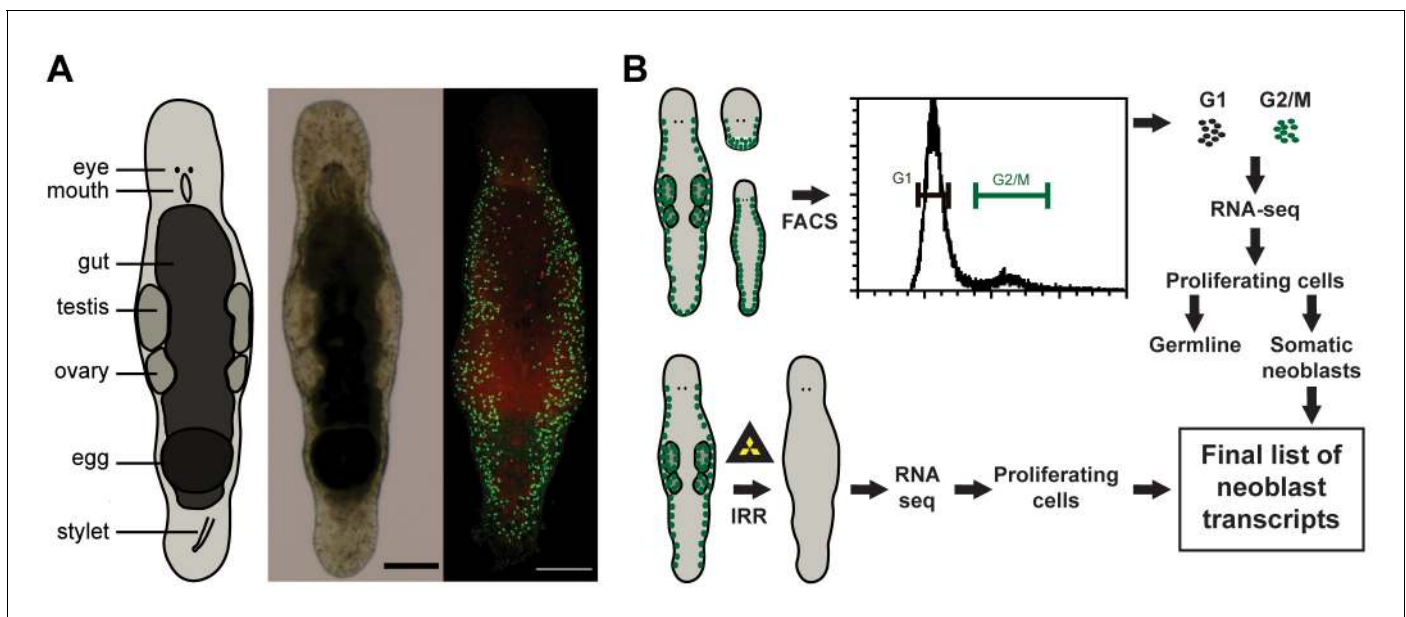 A
eye
mouth
gut
testis
ovary
egg
stylet
B
FACS
G1
G2/M
G1 G2/M
RNA-seq
Proliferating cells
Germline
Somatic
neoblasts
IRR
RNA
seq
Proliferating
cells
Final list of
neoblast
transcripts